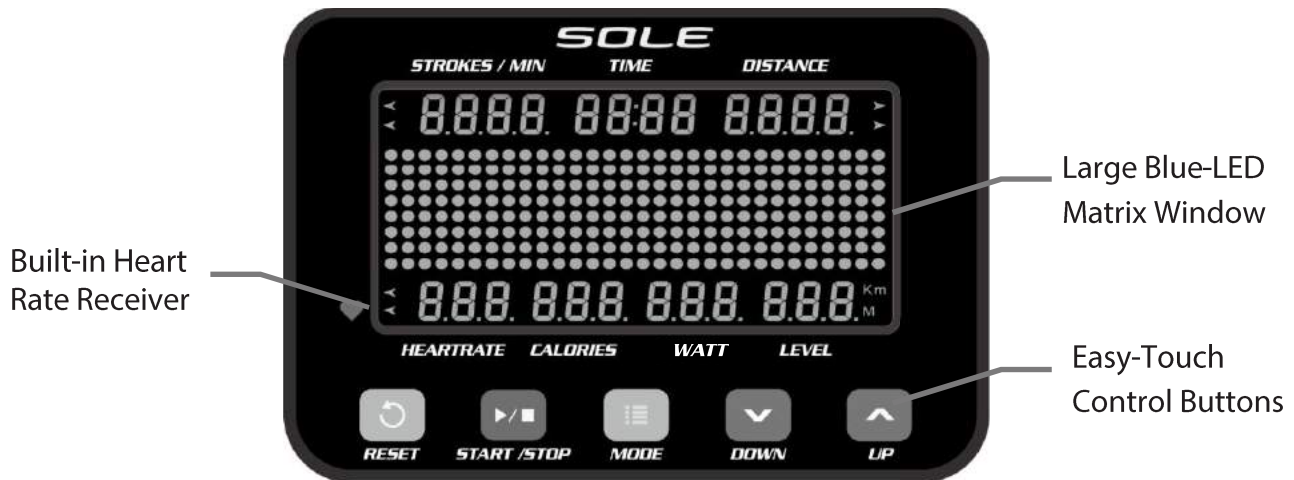 SOLE
STROKES / MIN TIME DISTANCE
8.8.8.8. 88:88 8.8.8.8.
Large Blue-LED
Matrix Window
Built-in Heart
Rate Receiver
8.8.8. 8.8.8. 8.8.8. 8.8.8. Km
M
HEARTRATE CALORIES WATT LEVEL
Easy-Touch
Control Buttons
RESET START /STOP MODE DOWN UP